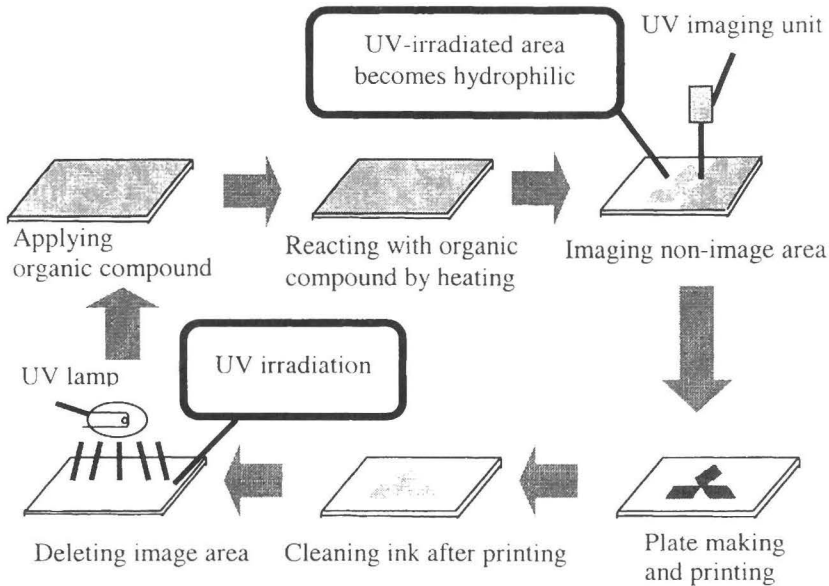 UV-irradiated area
becomes hydrophilic
UV imaging unit
Applying
organic compound
Reacting with organic
compound by heating
Imaging non-image area
UV lamp
UV irradiation
Deleting image area
Cleaning ink after printing
Plate making
and printing